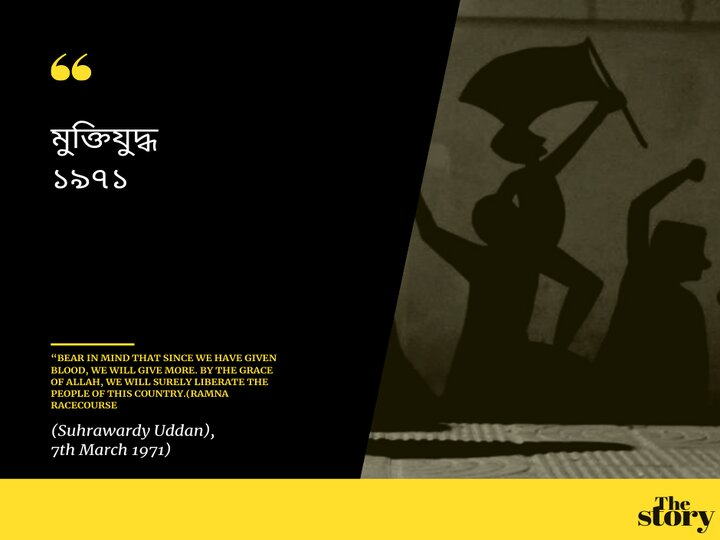 “
মুক্তিযুদ্ধ
১৯৭১
“BEAR IN MIND THAT SINCE WE HAVE GIVEN
BLOOD, WE WILL GIVE MORE. BY THE GRACE
OF ALLAH, WE WILL SURELY LIBERATE THE
PEOPLE OF THIS COUNTRY.(RAMNA
RACECOURSE
(Suhrawardy Uddan),
7th March 1971)
The
story